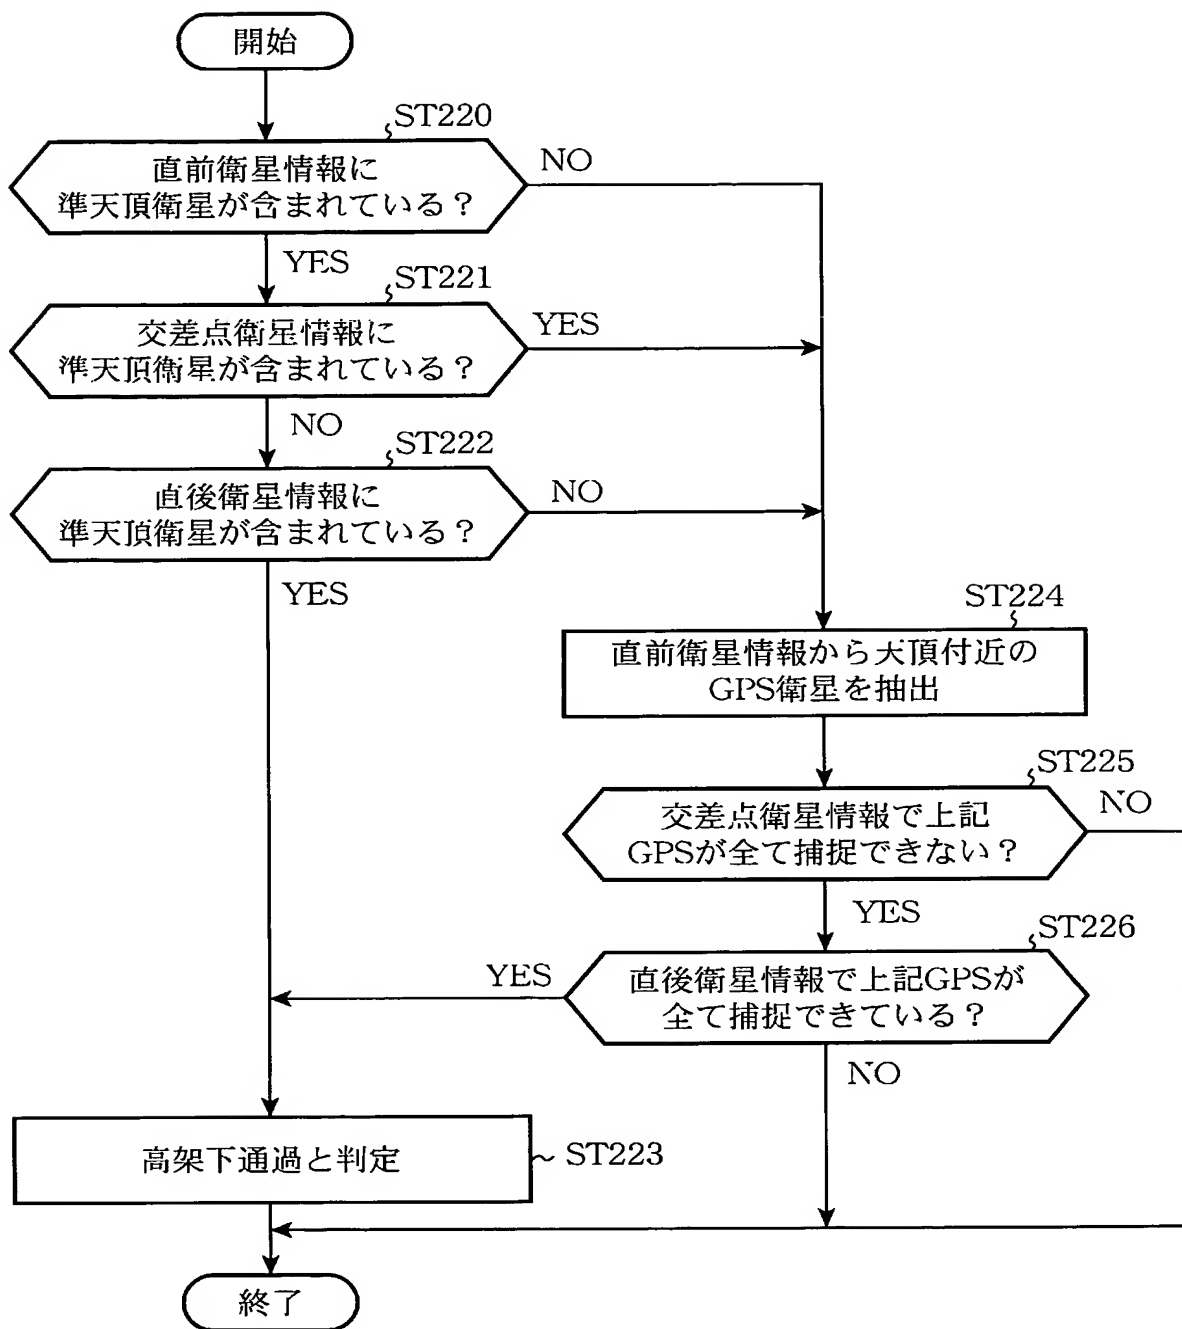 開始
ST220
直前衛星情報に
準天頂衛星が含まれている？
NO
YES
ST221
交差点衛星情報に
準天頂衛星が含まれている？
YES
NO
ST222
直後衛星情報に
準天頂衛星が含まれている？
NO
YES
ST224
直前衛星情報から天頂付近の
GPS衛星を抽出
ST225
交差点衛星情報で上記
GPSが全て捕捉できない？
NO
YES
ST226
直後衛星情報で上記GPSが
全て捕捉できている？
YES
NO
高架下通過と判定
ST223
終了